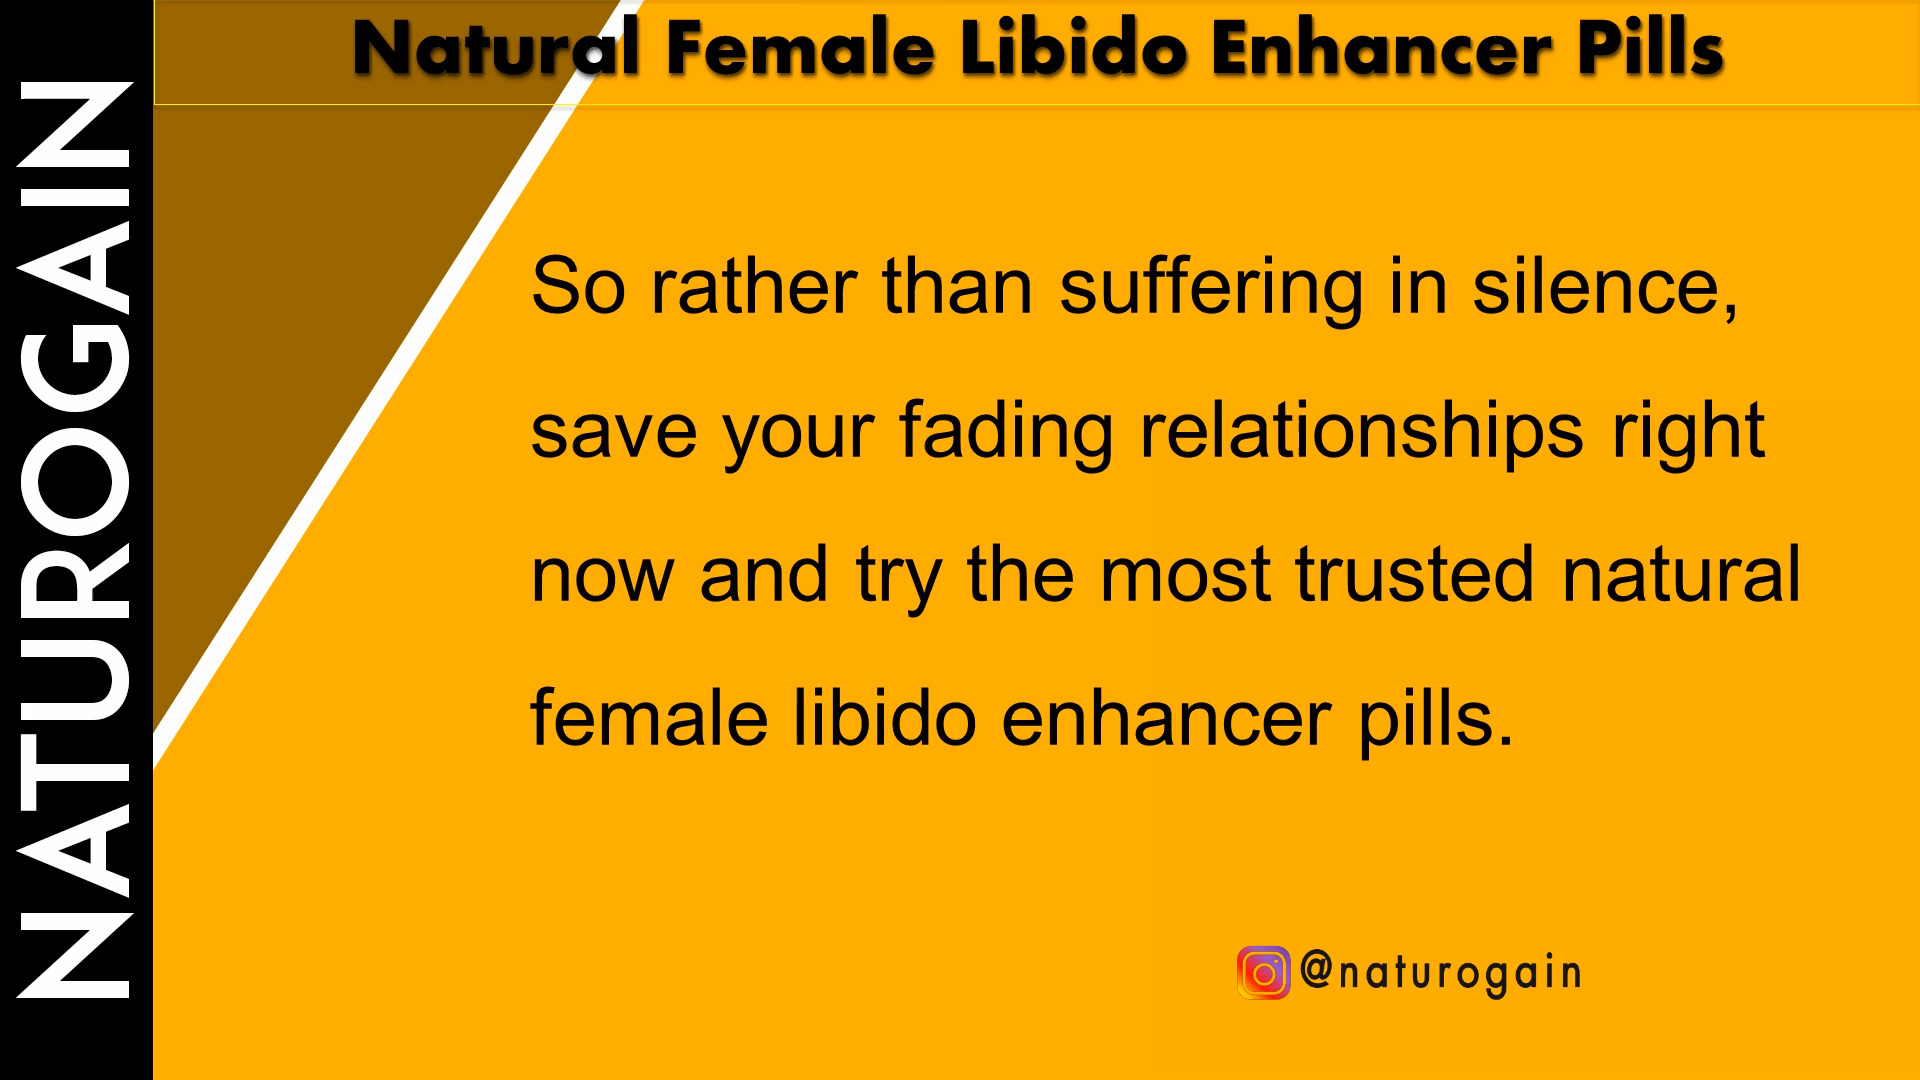 Natural Female Libido Enhancer Pills
NATUROGAIN
So rather than suffering in silence,
save your fading relationships right
now and try the most trusted natural
female libido enhancer pills.
@naturogain